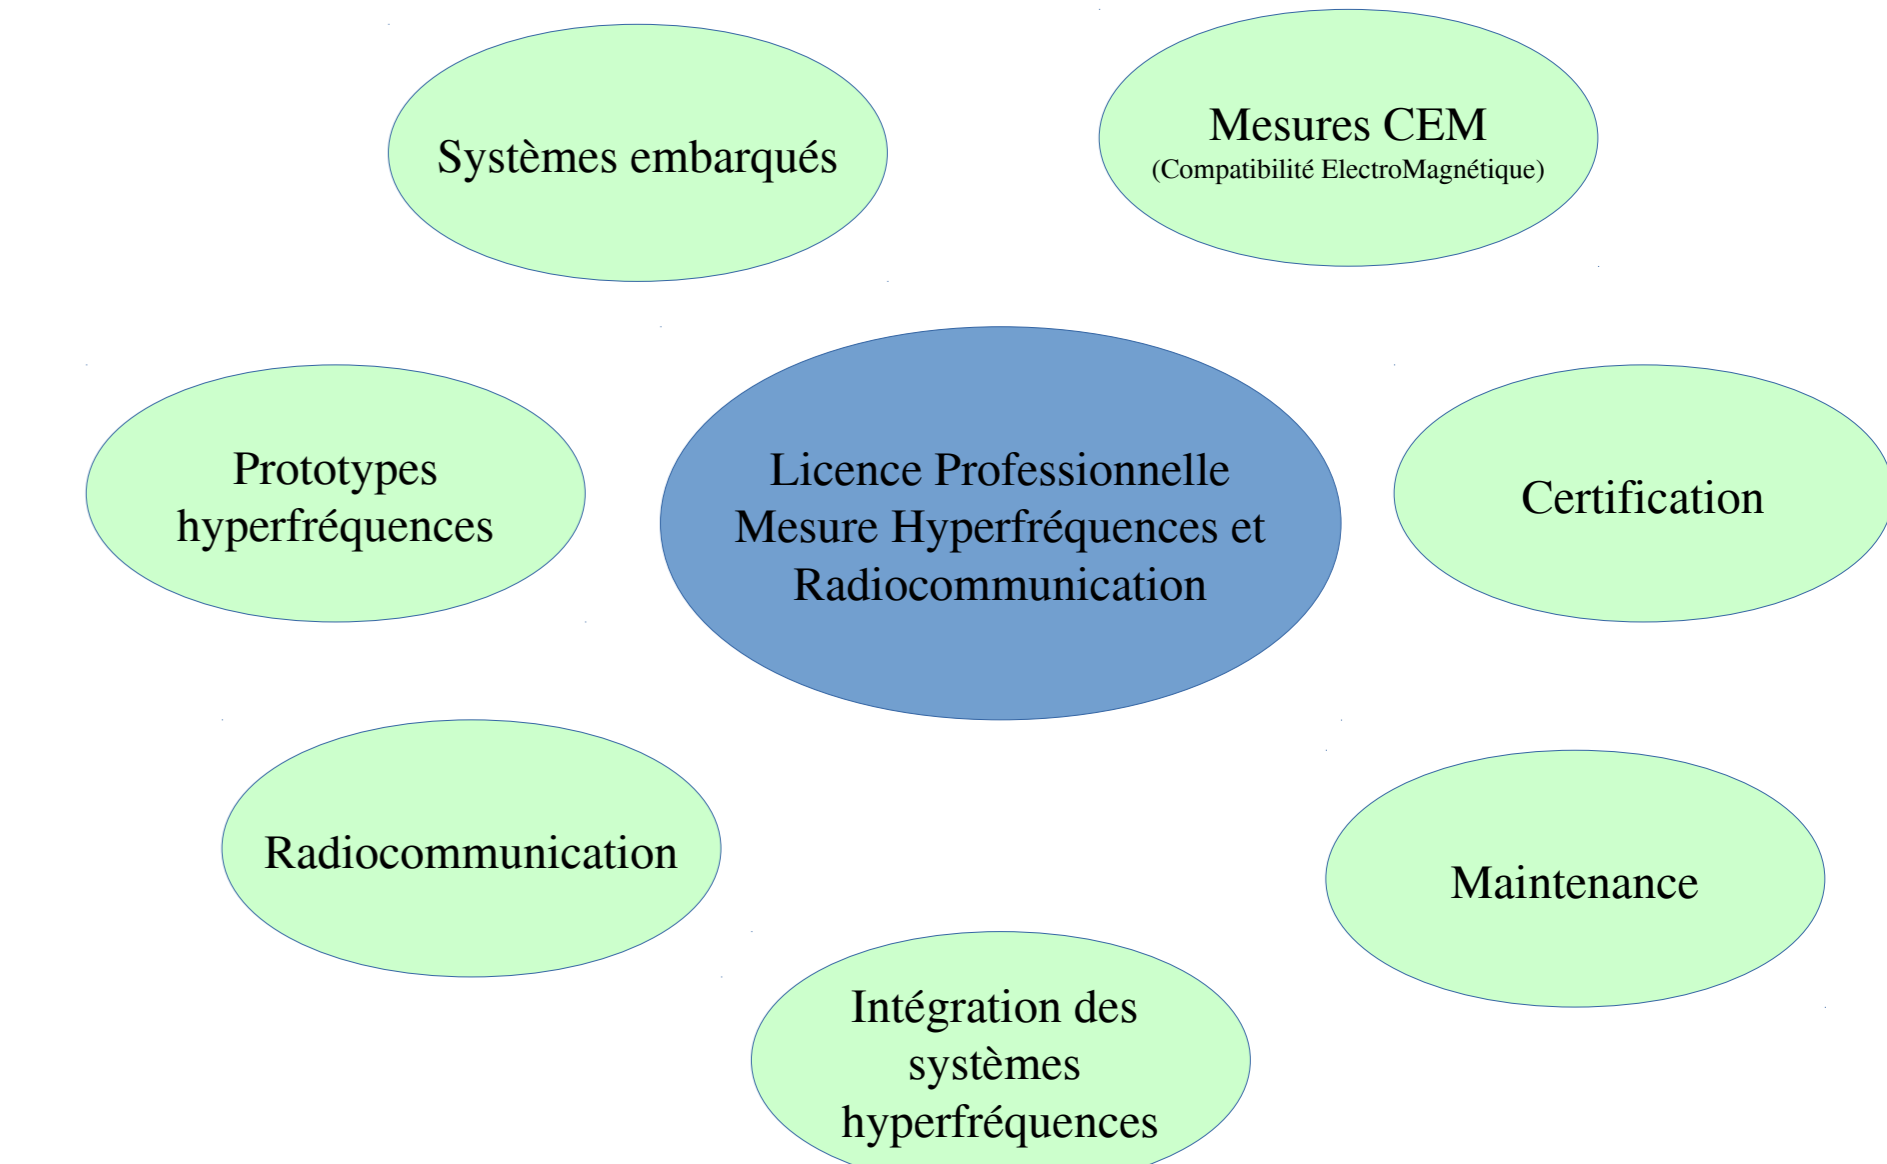 Systèmes embarqués
Mesures CEM
(Compatibilité ElectroMagnétique)
Prototypes
hyperfréquences
Licence Professionnelle
Mesure Hyperfréquences et
Radiocommunication
Certification
Radiocommunication
Maintenance
Intégration des
systèmes
hyperfréquences